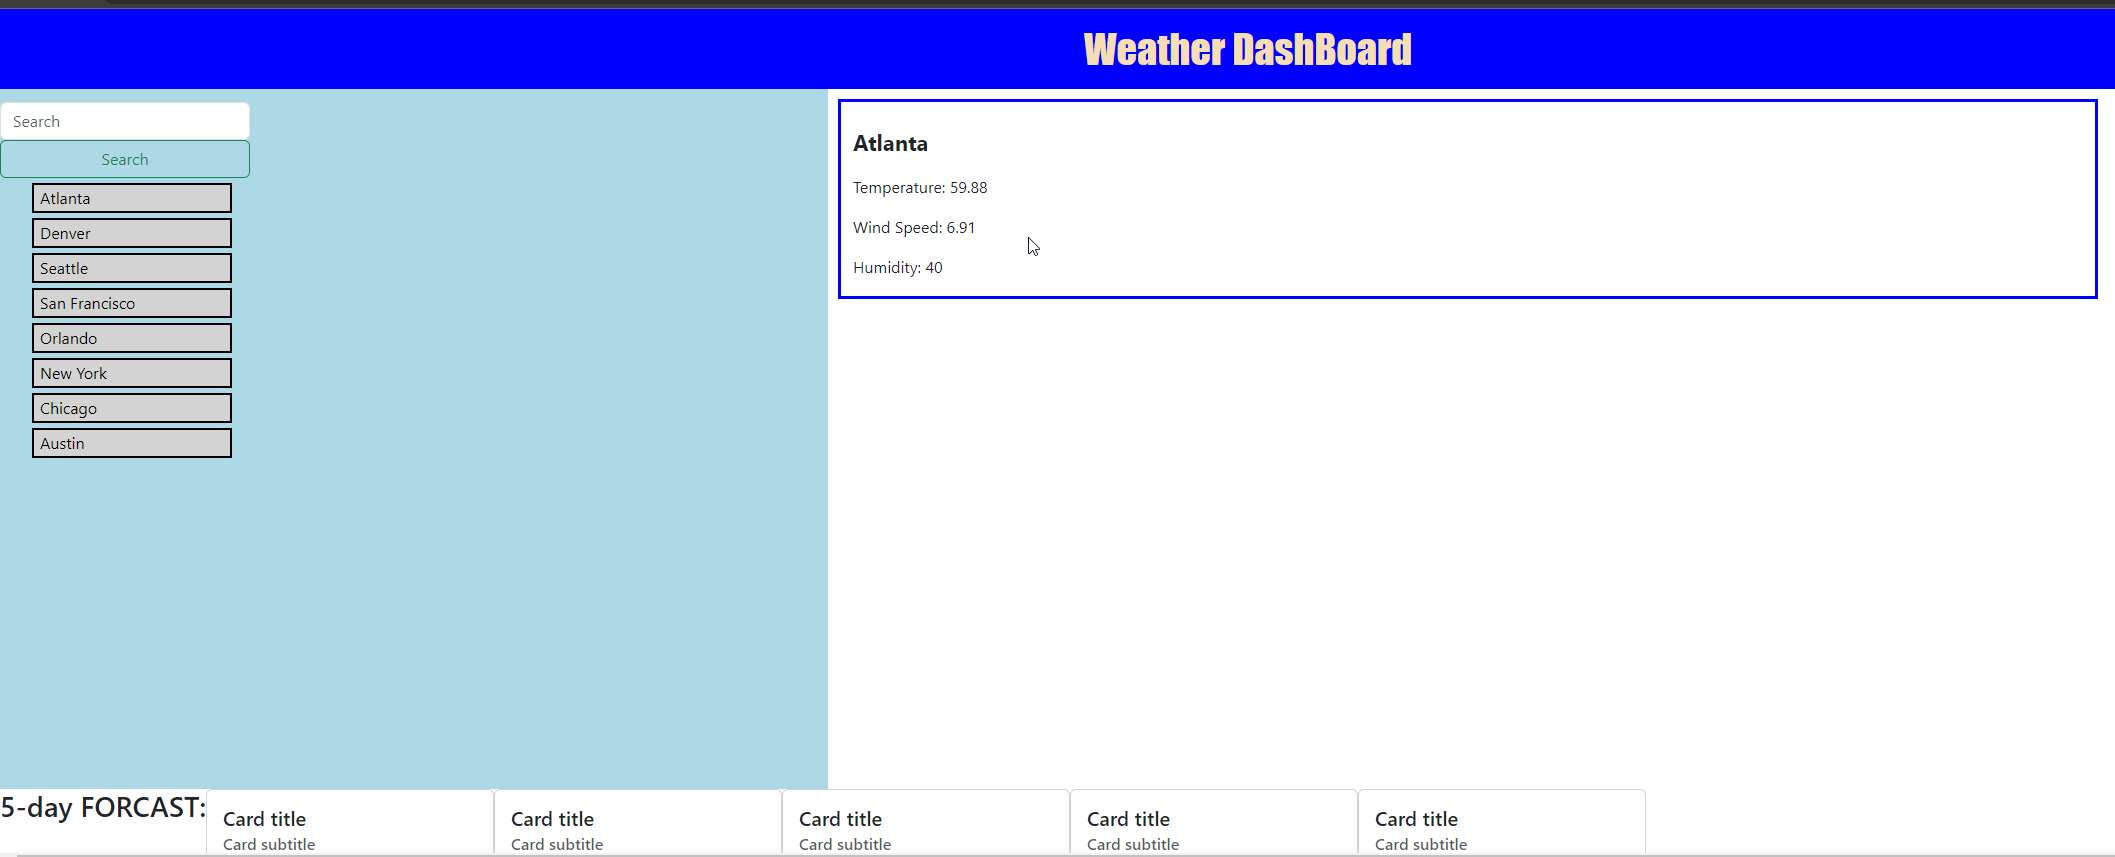 Weather DashBoard
Search
Search
Atlanta
Denver
Seattle
San Francisco
Orlando
New York
Chicago
Austin
Atlanta
Temperature: 59.88
Wind Speed: 6.91
Humidity: 40
5-day FORCAST:
Card title
Card subtitle
Card title
Card subtitle
Card title
Card subtitle
Card title
Card subtitle
Card title
Card subtitle